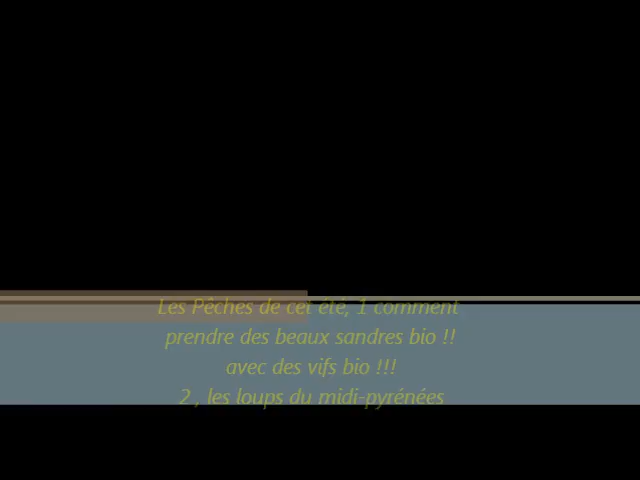 Les Pêches de cet été, 1 comment
prendre des beaux sandres bio !!
avec des vifs bio !!!
2 , les loups du midi-pyrénées